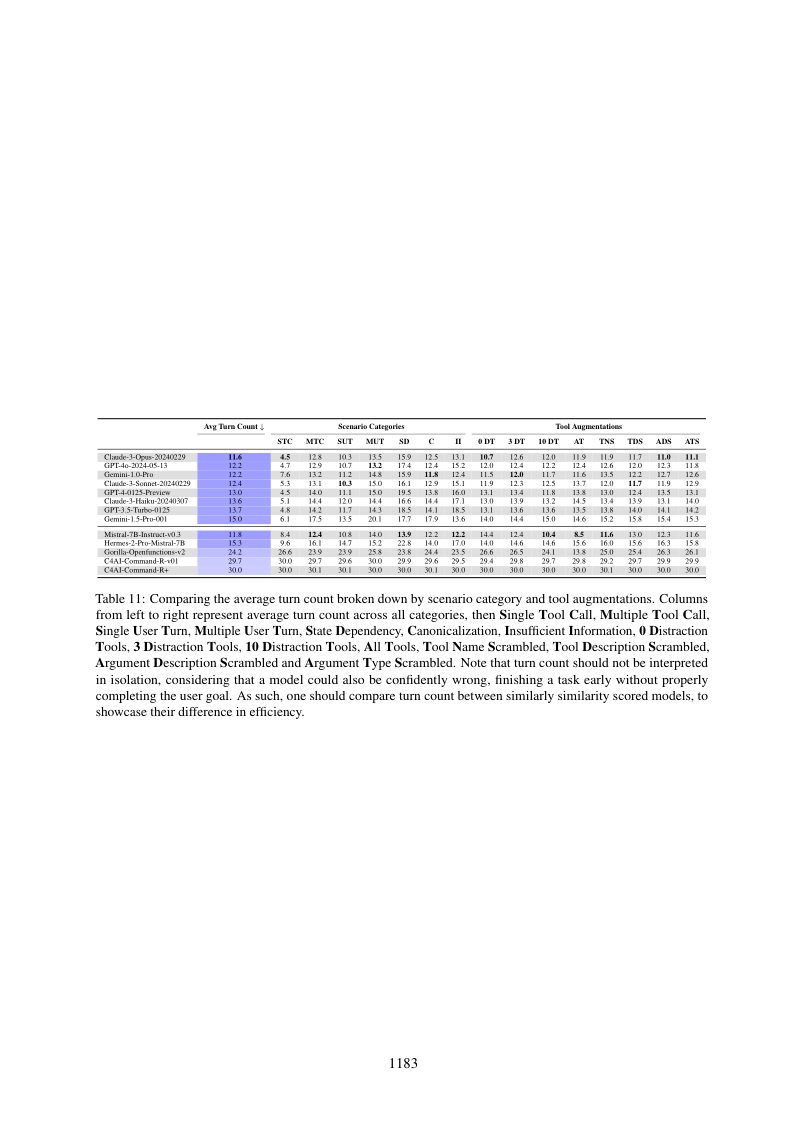 Avg Turn Count ↓ Scenario Categories Tool Augmentations
STC MTC SUT MUT SD C II 0 DT 3 DT 10 DT AT TNS TDS ADS ATS
Claude-3-Opus-20240229 11.6 4.5 12.8 10.3 13.5 15.9 12.5 13.1 10.7 12.6 12.0 11.9 11.9 11.7 11.0 11.1
GPT-4o-2024-05-13 12.2 4.7 12.9 10.7 13.2 17.4 12.4 15.2 12.0 12.4 12.2 12.4 12.6 12.0 12.3 11.8
Gemini-1.0-Pro 12.2 7.6 13.2 11.2 14.8 15.9 11.8 12.4 11.5 12.0 11.7 11.6 13.5 12.2 12.7 12.6
Claude-3-Sonnet-20240229 12.4 5.3 13.1 10.3 15.0 16.1 12.9 15.1 11.9 12.3 12.5 13.7 12.0 11.7 11.9 12.9
GPT-4-0125-Preview 13.0 4.5 14.0 11.1 15.0 19.5 13.8 16.0 13.1 13.4 11.8 13.8 13.0 12.4 13.5 13.1
Claude-3-Haiku-20240307 13.6 5.1 14.4 12.0 14.4 16.6 14.4 17.1 13.0 13.9 13.2 14.5 13.4 13.9 13.1 14.0
GPT-3.5-Turbo-0125 13.7 4.8 14.2 11.7 14.3 18.5 14.1 18.5 13.1 13.6 13.6 13.5 13.8 14.0 14.1 14.2
Gemini-1.5-Pro-001 15.0 6.1 17.5 13.5 20.1 17.7 17.9 13.6 14.0 14.4 15.0 14.6 15.2 15.8 15.4 15.3
Mistral-7B-Instruct-v0.3 11.8 8.4 12.4 10.8 14.0 13.9 12.2 12.2 14.4 12.4 10.4 8.5 11.6 13.0 12.3 11.6
Hermes-2-Pro-Mistral-7B 15.3 9.6 16.1 14.7 15.2 22.8 14.0 17.0 14.0 14.6 14.6 15.6 16.0 15.6 16.3 15.8
Gorilla-Openfunctions-v2 24.2 26.6 23.9 23.9 25.8 23.8 24.4 23.5 26.6 26.5 24.1 13.8 25.0 25.4 26.3 26.1
C4AI-Command-R-v01 29.7 30.0 29.7 29.6 30.0 29.9 29.6 29.5 29.4 29.8 29.7 29.8 29.2 29.7 29.9 29.9
C4AI-Command-R+ 30.0 30.0 30.1 30.1 30.0 30.0 30.1 30.0 30.0 30.0 30.0 30.0 30.1 30.0 30.0 30.0
Table 11: Comparing the average turn count broken down by scenario category and tool augmentations. Columns
from left to right represent average turn count across all categories, then Single Tool Call, Multiple Tool Call,
Single User Turn, Multiple User Turn, State Dependency, Canonicalization, Insufficient Information, 0 Distraction
Tools, 3 Distraction Tools, 10 Distraction Tools, All Tools, Tool Name Scrambled, Tool Description Scrambled,
Argument Description Scrambled and Argument Type Scrambled. Note that turn count should not be interpreted
in isolation, considering that a model could also be confidently wrong, finishing a task early without properly
completing the user goal. As such, one should compare turn count between similarly similarity scored models, to
showcase their difference in efficiency.
1183